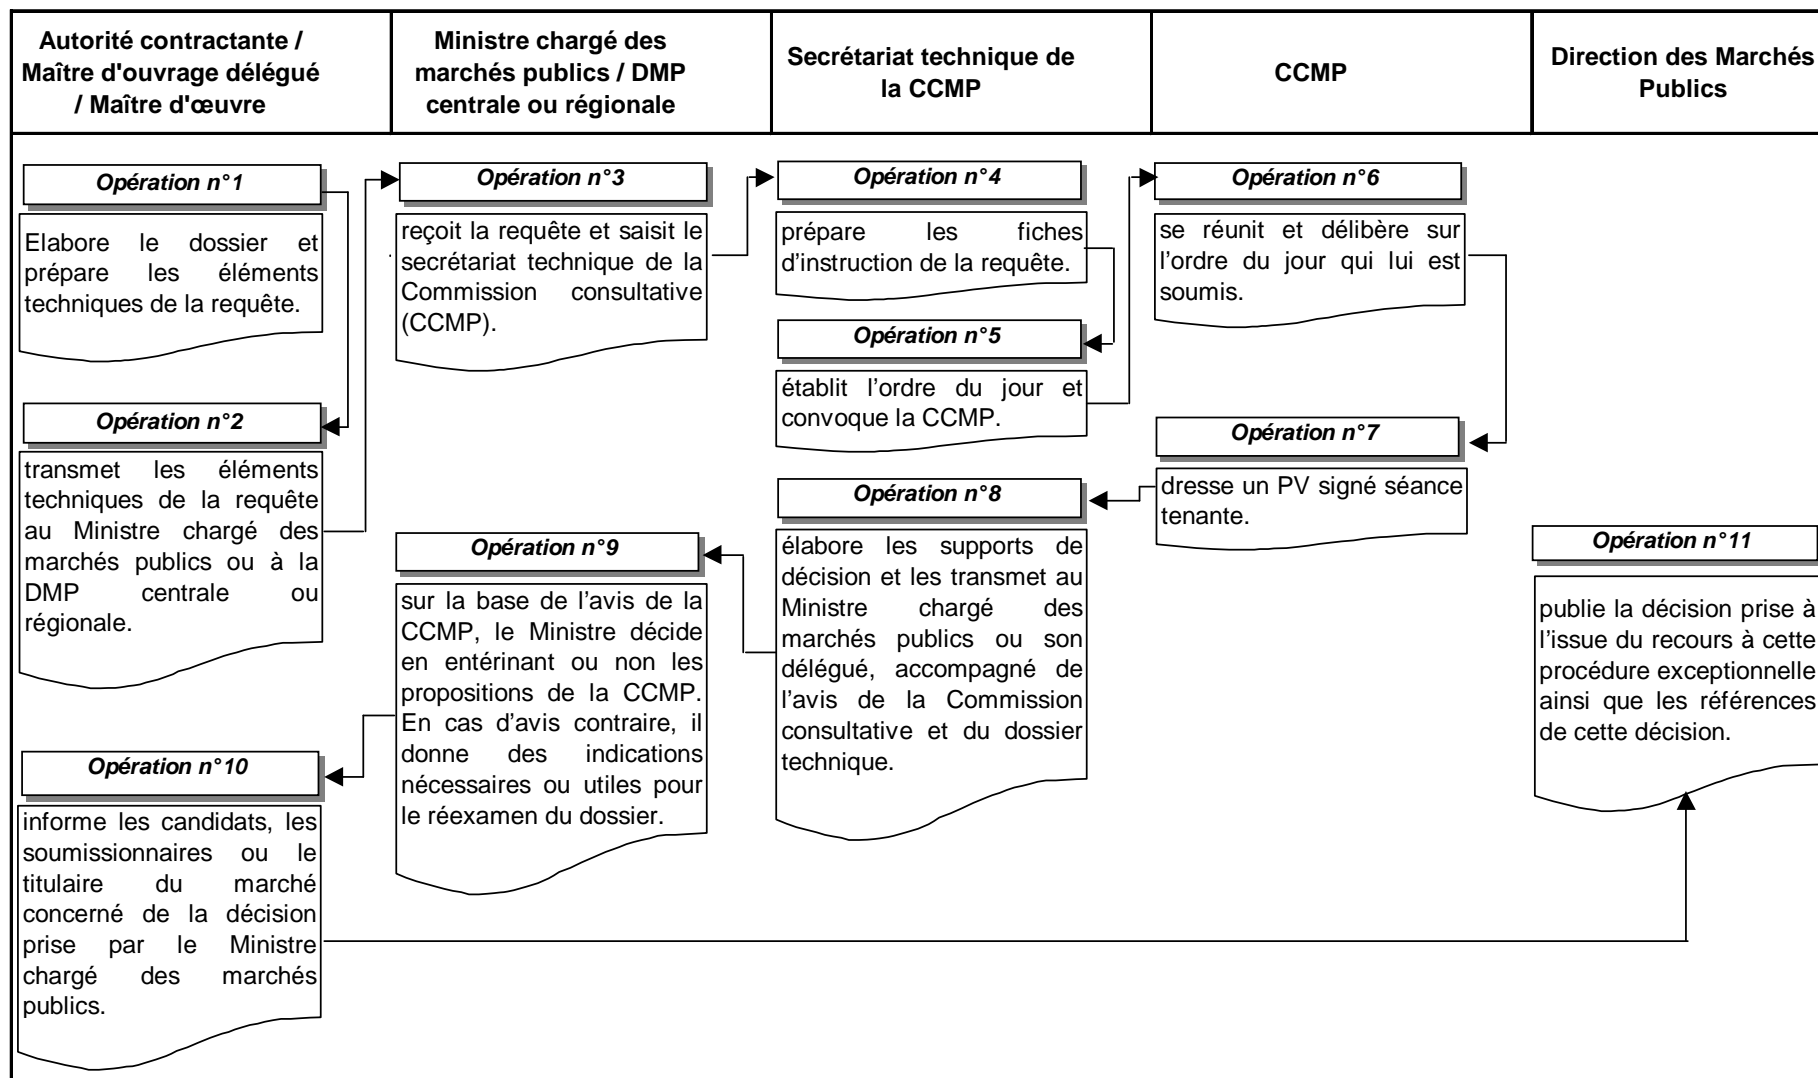 Autorité contractante /
Maître d'ouvrage délégué
/ Maître d'œuvre
Ministre chargé des
marchés publics / DMP
centrale ou régionale
Secrétariat technique de
la CCMP
CCMP
Direction des Marchés
Publics
Opération n°1
Elabore le dossier et
prépare les éléments
techniques de la requête.
Opération n°2
transmet les éléments
techniques de la requête
au Ministre chargé des
marchés publics ou à la
DMP centrale ou
régionale.
Opération n°3
reçoit la requête et saisit le
secrétariat technique de la
Commission consultative
(CCMP).
Opération n°4
prépare les fiches
d’instruction de la requête.
Opération n°5
établit l’ordre du jour et
convoque la CCMP.
Opération n°6
se réunit et délibère sur
l’ordre du jour qui lui est
soumis.
Opération n°7
dresse un PV signé séance
tenante.
Opération n°8
élabore les supports de
décision et les transmet au
Ministre chargé des
marchés publics ou son
délégué, accompagné de
l’avis de la Commission
consultative et du dossier
technique.
Opération n°9
sur la base de l’avis de la
CCMP, le Ministre décide
en entérinant ou non les
propositions de la CCMP.
En cas d’avis contraire, il
donne des indications
nécessaires ou utiles pour
le réexamen du dossier.
Opération n°10
informe les candidats, les
soumissionnaires ou le
titulaire du marché
concerné de la décision
prise par le Ministre
chargé des marchés
publics.
Opération n°11
publie la décision prise à
l’issue du recours à cette
procédure exceptionnelle
ainsi que les références
de cette décision.